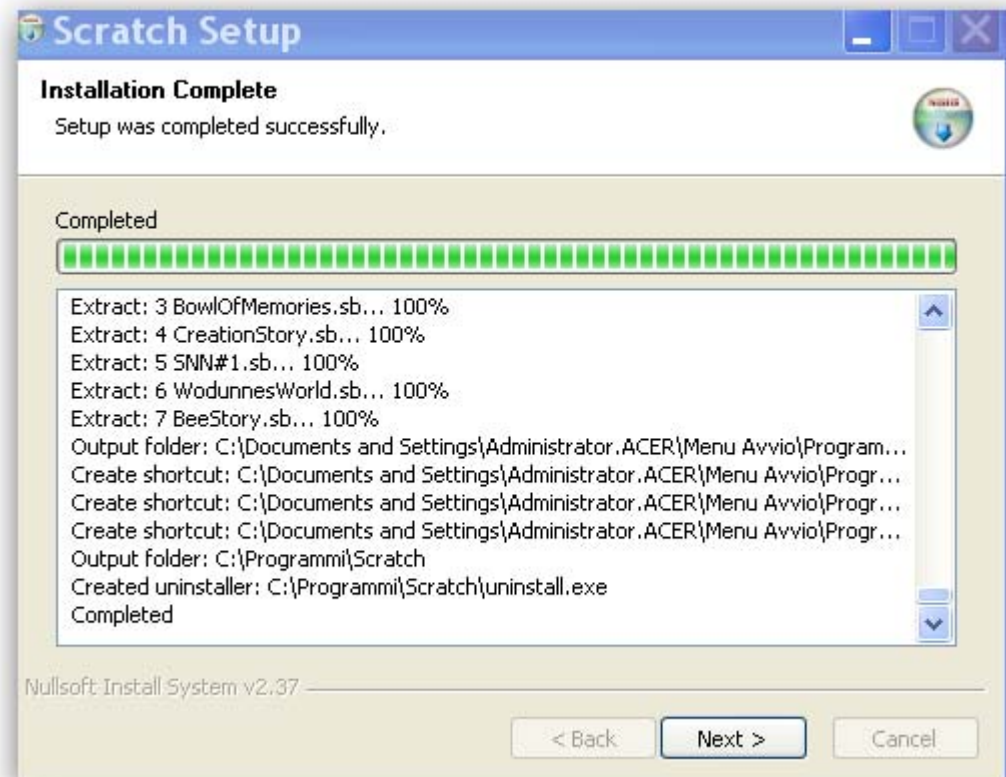 Scratch Setup
Installation Complete
Setup was completed successfully.
Completed
Extract: 3 BowlOfMemories.sb... 100%
Extract: 4 CreationStory.sb... 100%
Extract: 5 SNN#1.sb... 100%
Extract: 6 WodunnesWorld.sb... 100%
Extract: 7 BeeStory.sb... 100%
Output folder: C:\Documents and Settings\Administrator.ACER\Menu Avvio\Program...
Create shortcut: C:\Documents and Settings\Administrator.ACER\Menu Avvio\Progr...
Create shortcut: C:\Documents and Settings\Administrator.ACER\Menu Avvio\Progr...
Create shortcut: C:\Documents and Settings\Administrator.ACER\Menu Avvio\Progr...
Output folder: C:\Programmi\Scratch
Created uninstaller: C:\Programmi\Scratch\uninstall.exe
Completed
Nullsoft Install System v2.37
< Back Next > Cancel